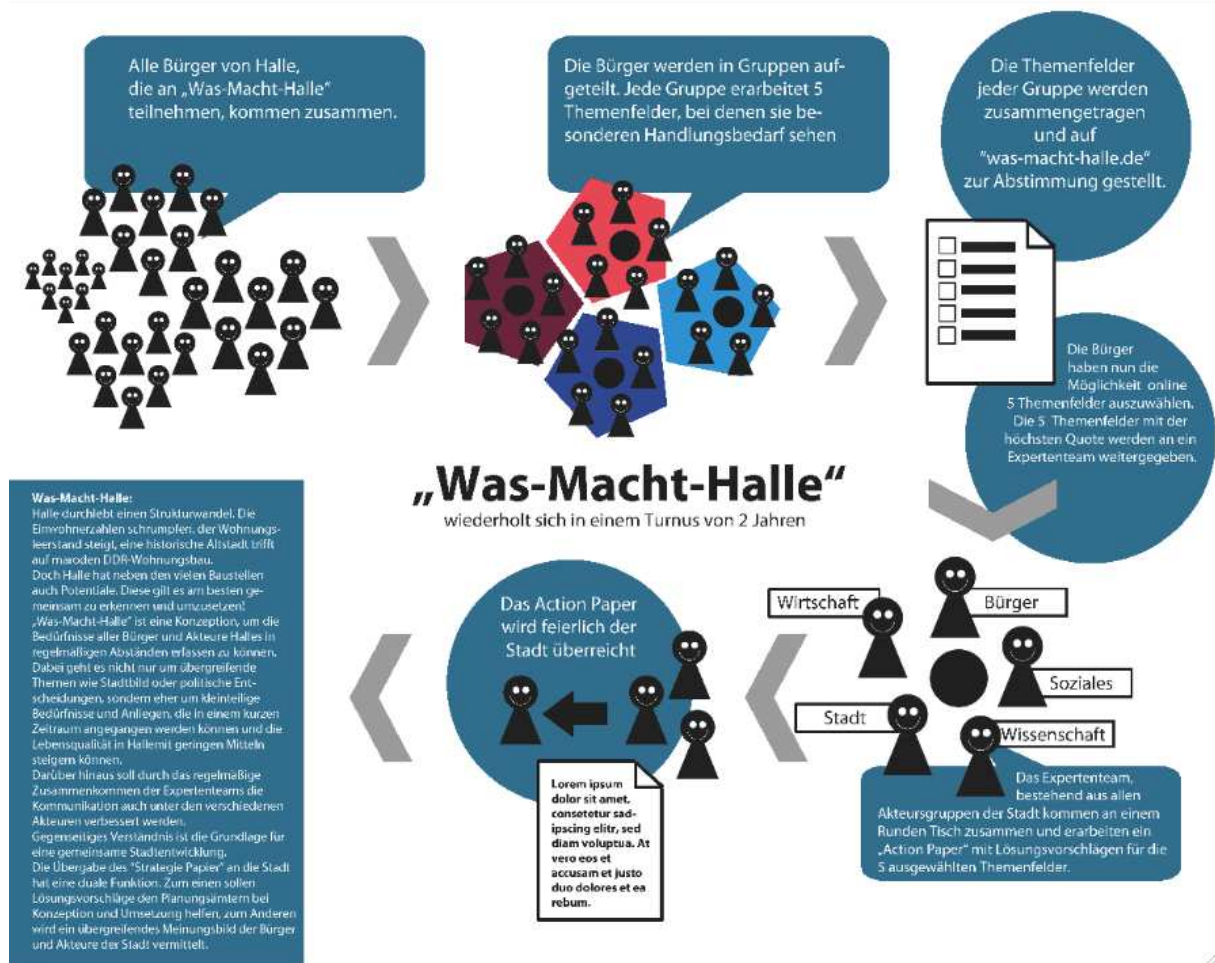 Alle Bürger von Halle,
die an „Was-Macht-Halle“
teilnehmen, kommen zusammen.
Die Bürger werden in Gruppen auf-
geteilt. Jede Gruppe erarbeitet 5
Themenfelder, bei denen sie be-
sonderen Handlungsbedarf sehen
Die Themenfelder
jeder Gruppe werden
zusammengetragen
und auf
"was-macht-halle.de"
zur Abstimmung gestellt.
Die Bürger
haben nun die
Möglichkeit online
5 Themenfelder auszuwählen.
Die 5 Themenfelder mit der
höchsten Quote werden an ein
Expertenteam weitergegeben.
„Was-Macht-Halle“
wiederholt sich in einem Turnus von 2 Jahren
Wirtschaft
Bürger
Soziales
Stadt
Wissenschaft
Das Expertenteam,
bestehend aus allen
Akteursgruppen der Stadt kommen an einem
Runden Tisch zusammen und erarbeiten ein
„Action Paper“ mit Lösungsvorschlägen für die
5 ausgewählten Themenfelder.
Das Action Paper
wird feierlich der
Stadt überreicht
Lorem ipsum
dolor sit amet,
consetetur sad-
ipscing elitr, sed
diam voluptua. At
vero eos et
accusam et justo
duo dolores et ea
rebum.
Was-Macht-Halle:
Halle durchlebt einen Strukturwandel. Die
Einwohnerzahlen schrumpfen, der Wohnungs-
leerstand steigt, eine historische Altstadt trifft
auf maroden DDR-Wohnungsbau.
Doch Halle hat neben den vielen Baustellen
auch Potentiale. Diese gilt es am besten ge-
meinsam zu erkennen und umzusetzen!
„Was-Macht-Halle“ ist eine Konzeption, um die
Bedürfnisse aller Bürger und Akteure Halles in
regelmäßigen Abständen erfassen zu können.
Dabei geht es nicht nur um übergreifende
Themen wie Stadtbild oder politische Ent-
scheidungen, sondern eher um kleinteilige
Bedürfnisse und Anliegen, die in einem kurzen
Zeitraum angegangen werden können und die
Lebensqualität in Hallemit geringen Mitteln
steigern können.
Darüber hinaus soll durch das regelmäßige
Zusammenkommen der Expertenteams die
Kommunikation auch unter den verschiedenen
Akteuren verbessert werden.
Gegenseitiges Verständnis ist die Grundlage für
eine gemeinsame Stadtentwicklung.
Die Übergabe des "Strategie Papier" an die Stadt
hat eine duale Funktion. Zum einen sollen
Lösungsvorschläge den Planungsämtern bei
Konzeption und Umsetzung helfen, zum Anderen
wird ein übergreifendes Meinungsbild der Bürger
und Akteure der Stadt vermittelt.